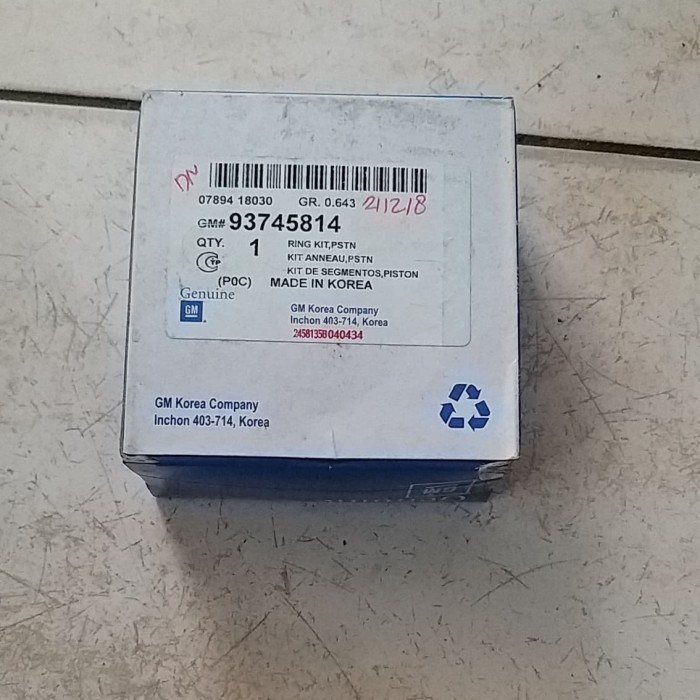 DN
07894 18030 GR. 0.643 211218
GM# 93745814
QTY. 1 RING KIT,PSTN
KIT ANNEAU,PSTN
KIT DE SEGMENTOS,PISTON
(P0C) MADE IN KOREA
Genuine
GM
GM Korea Company
Inchon 403-714, Korea
24581358040434
GM Korea Company
Inchon 403-714, Korea